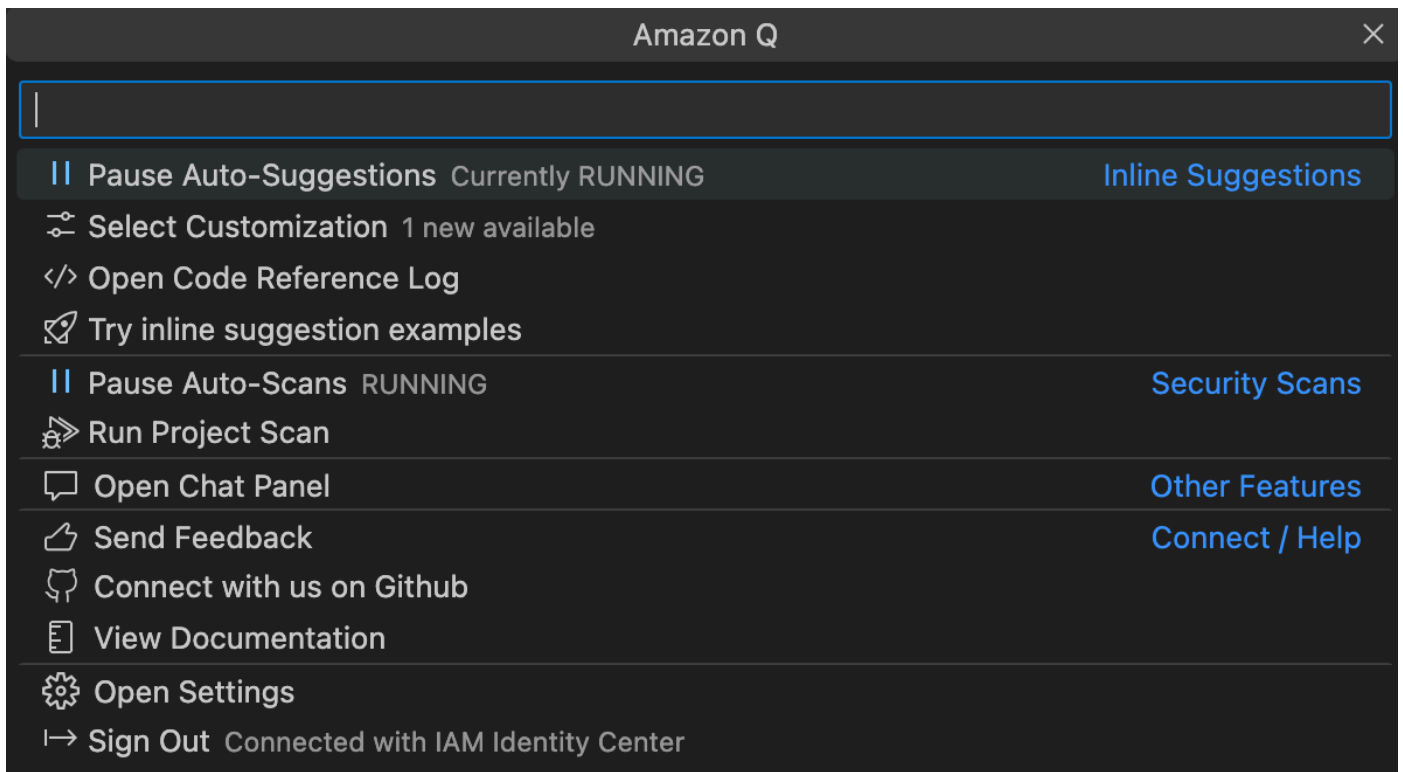 Amazon Q
Pause Auto-Suggestions Currently RUNNING Inline Suggestions
Select Customization 1 new available
Open Code Reference Log
Try inline suggestion examples
Pause Auto-Scans RUNNING Security Scans
Run Project Scan
Open Chat Panel Other Features
Send Feedback Connect / Help
Connect with us on Github
View Documentation
Open Settings
Sign Out Connected with IAM Identity Center